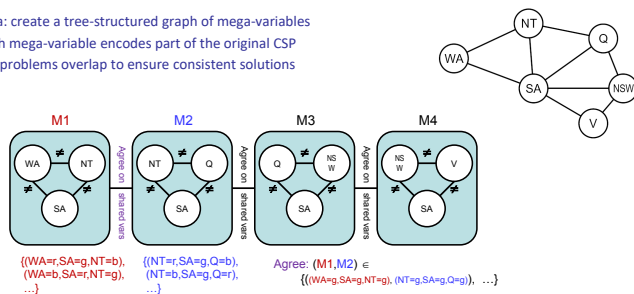 a: create a tree-structured graph of mega-variables
h mega-variable encodes part of the original CSP
problems overlap to ensure consistent solutions
NT
Q
WA
SA
NSW
V
M1
M2
M3
M4
WA ≠ NT
≠ ≠
SA
Agree on shared vars
NT ≠ Q
≠ ≠
SA
Agree on shared vars
Q ≠ NS W
≠ ≠
SA
Agree on shared vars
NS W ≠ V
≠ ≠
SA
{(WA=r,SA=g,NT=b),
(WA=b,SA=r,NT=g),
…}
{(NT=r,SA=g,Q=b),
(NT=b,SA=g,Q=r),
…}
Agree: (M1,M2) ∈
{((WA=g,SA=g,NT=g), (NT=g,SA=g,Q=g)), …}